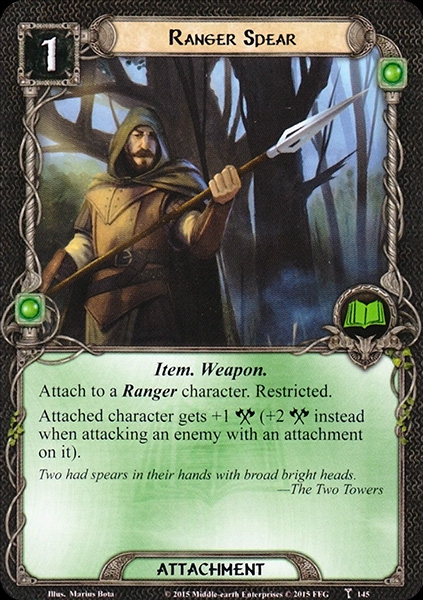 1
RANGER SPEAR
Item. Weapon.
Attach to a Ranger character. Restricted.
Attached character gets +1 (+2 instead
when attacking an enemy with an attachment
on it).
Two had spears in their hands with broad bright heads.
—The Two Towers
ATTACHMENT
Illus. Marius Bota
© 2015 Middle-earth Enterprises © 2015 FFG
145